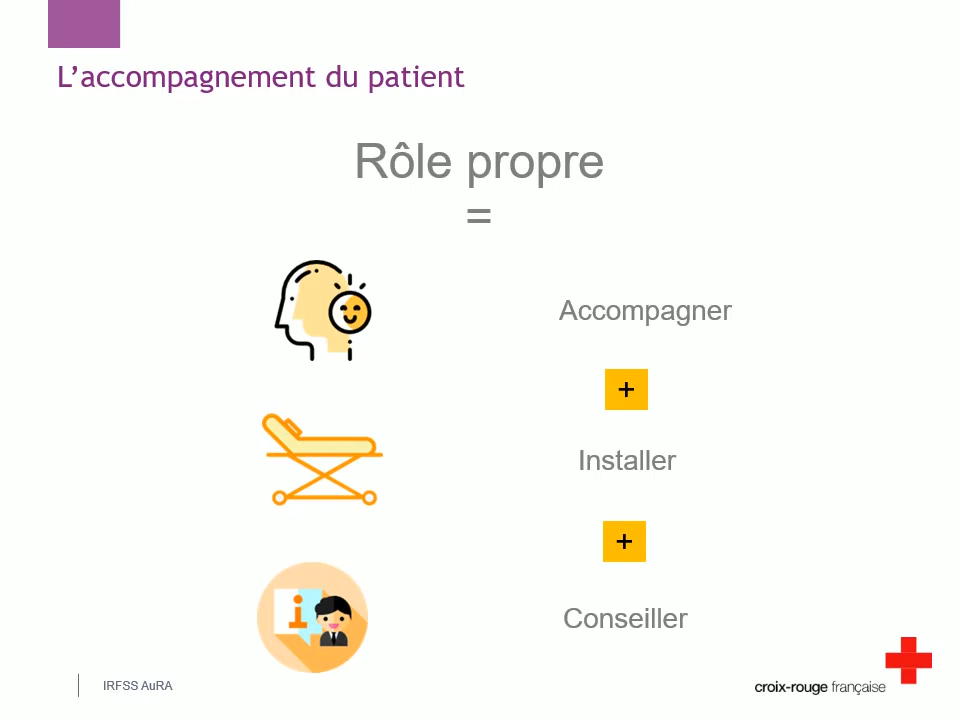 L'accompagnement du patient
Rôle propre
=
Accompagner
+
Installer
+
i
Conseiller
IRFSS AuRA
croix-rouge française